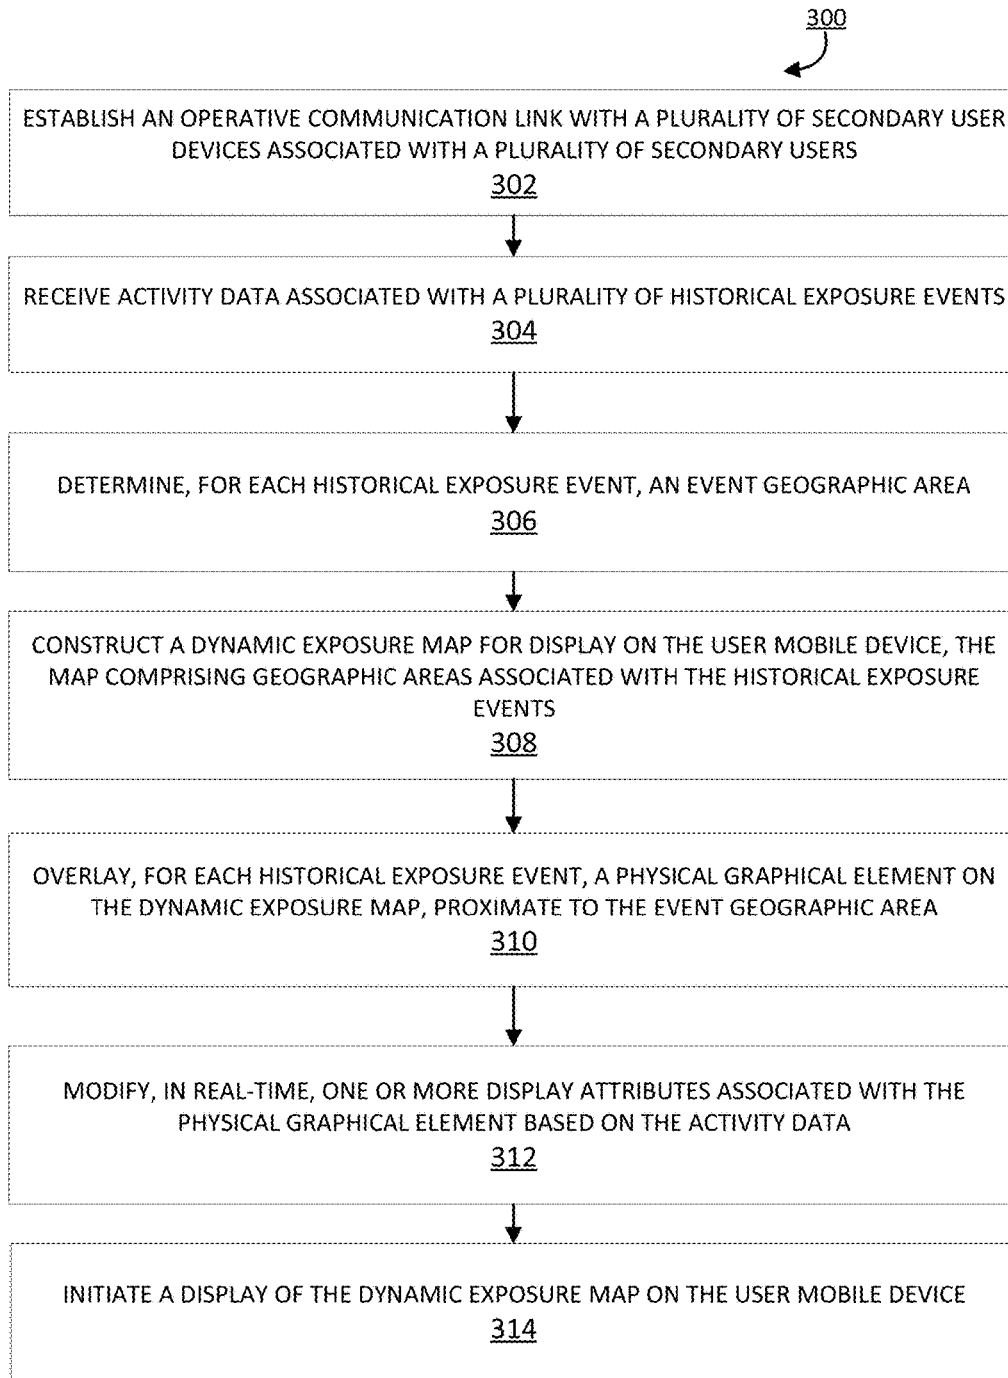 300
ESTABLISH AN OPERATIVE COMMUNICATION LINK WITH A PLURALITY OF SECONDARY USER
DEVICES ASSOCIATED WITH A PLURALITY OF SECONDARY USERS
302
RECEIVE ACTIVITY DATA ASSOCIATED WITH A PLURALITY OF HISTORICAL EXPOSURE EVENTS
304
DETERMINE, FOR EACH HISTORICAL EXPOSURE EVENT, AN EVENT GEOGRAPHIC AREA
306
CONSTRUCT A DYNAMIC EXPOSURE MAP FOR DISPLAY ON THE USER MOBILE DEVICE, THE
MAP COMPRISING GEOGRAPHIC AREAS ASSOCIATED WITH THE HISTORICAL EXPOSURE
EVENTS
308
OVERLAY, FOR EACH HISTORICAL EXPOSURE EVENT, A PHYSICAL GRAPHICAL ELEMENT ON
THE DYNAMIC EXPOSURE MAP, PROXIMATE TO THE EVENT GEOGRAPHIC AREA
310
MODIFY, IN REAL-TIME, ONE OR MORE DISPLAY ATTRIBUTES ASSOCIATED WITH THE
PHYSICAL GRAPHICAL ELEMENT BASED ON THE ACTIVITY DATA
312
INITIATE A DISPLAY OF THE DYNAMIC EXPOSURE MAP ON THE USER MOBILE DEVICE
314